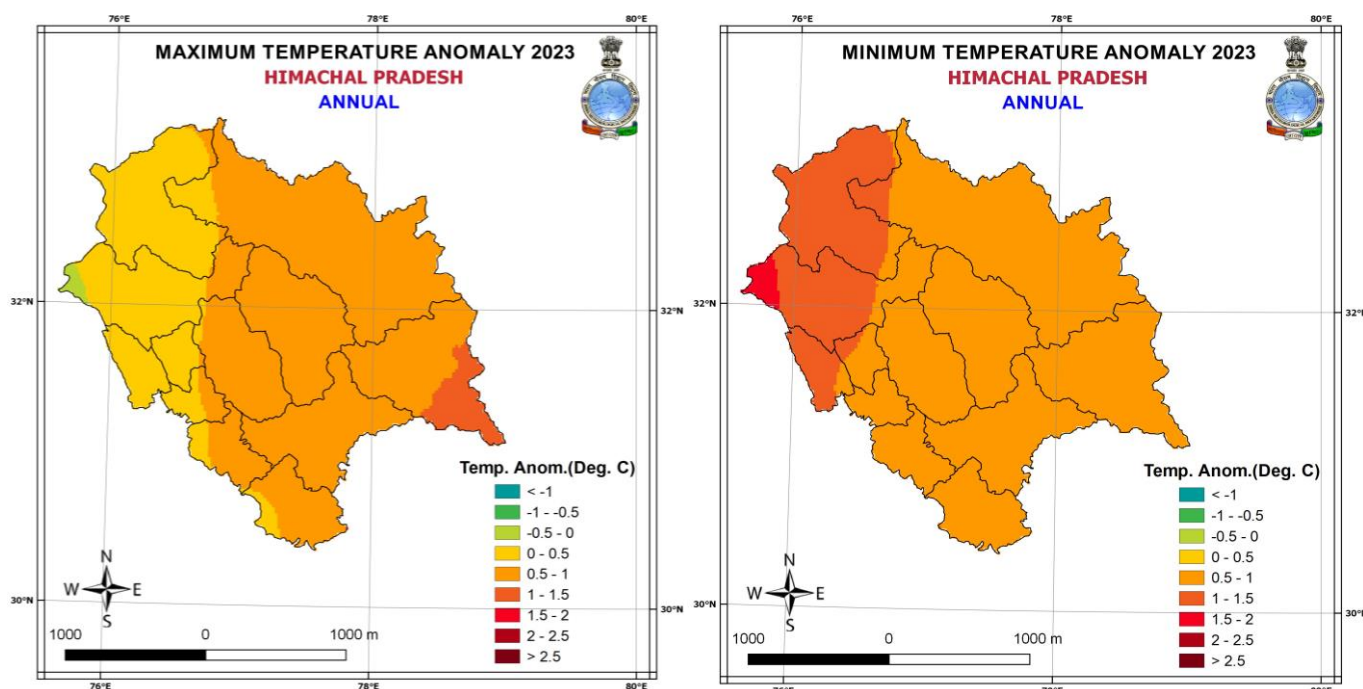 76°E 78°E 80°E
MAXIMUM TEMPERATURE ANOMALY 2023
HIMACHAL PRADESH
ANNUAL
32°N 32°N
Temp. Anom.(Deg. C)
< -1
-1 - -0.5
-0.5 - 0
0 - 0.5
0.5 - 1
1 - 1.5
1.5 - 2
2 - 2.5
> 2.5
N
W E
S
30°N 30°N
1000 0 1000 m
76°E 78°E 80°E
76°E 78°E 80°E
MINIMUM TEMPERATURE ANOMALY 2023
HIMACHAL PRADESH
ANNUAL
32°N 32°N
Temp. Anom.(Deg. C)
< -1
-1 - -0.5
-0.5 - 0
0 - 0.5
0.5 - 1
1 - 1.5
1.5 - 2
2 - 2.5
> 2.5
N
W E
S
30°N 30°N
1000 0 1000 m
76°E 80°E